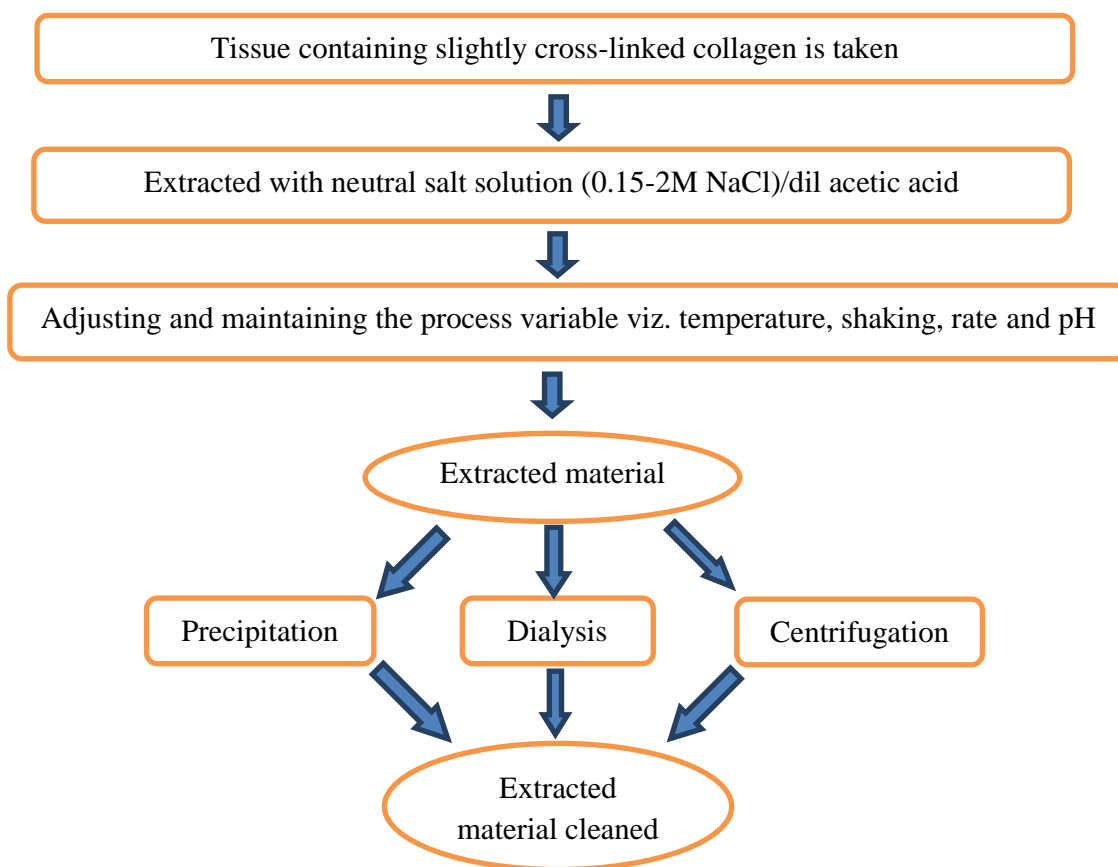 Tissue containing slightly cross-linked collagen is taken
Extracted with neutral salt solution (0.15-2M NaCl)/dil acetic acid
Adjusting and maintaining the process variable viz. temperature, shaking, rate and pH
Extracted material
Precipitation
Dialysis
Centrifugation
Extracted
material cleaned